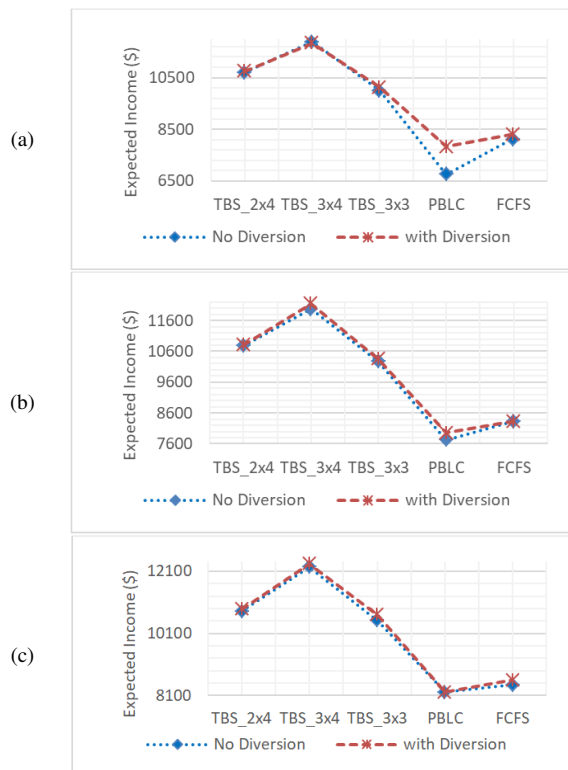 (a)
Expected Income ($)
10500
8500
6500
TBS_2x4 TBS_3x4 TBS_3x3 PBLC FCFS
No Diversion with Diversion
(b)
Expected Income ($)
11600
10600
9600
8600
7600
TBS_2x4 TBS_3x4 TBS_3x3 PBLC FCFS
No Diversion with Diversion
(c)
Expected Income ($)
12100
10100
8100
TBS_2x4 TBS_3x4 TBS_3x3 PBLC FCFS
No Diversion with Diversion